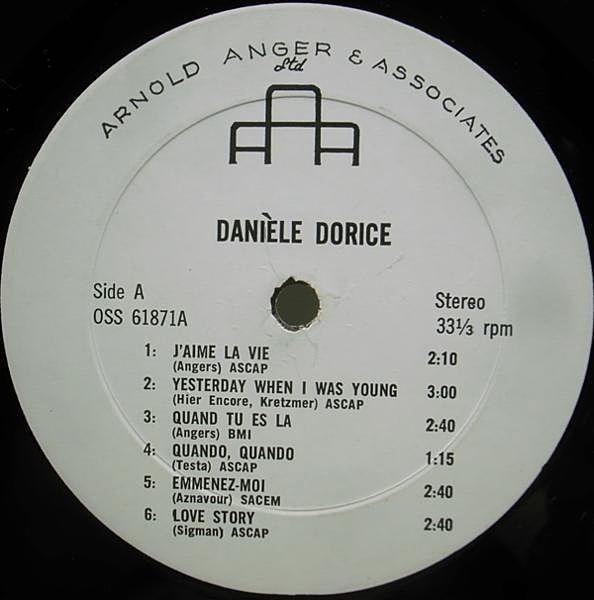 ARNOLD ANGER & ASSOCIATES
Ltd
AAA
DANIÈLE DORICE
Side A
OSS 61871A
Stereo
33⅓ rpm
1: J'AIME LA VIE 2:10
(Angers) ASCAP
2: YESTERDAY WHEN I WAS YOUNG 3:00
(Hier Encore, Kretzmer) ASCAP
3: QUAND TU ES LA 2:40
(Angers) BMI
4: QUANDO, QUANDO 1:15
(Testa) ASCAP
5: EMMENEZ-MOI 2:40
(Aznavour) SACEM
6: LOVE STORY 2:40
(Sigman) ASCAP